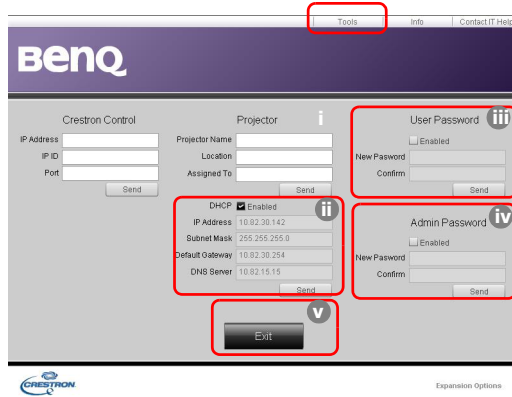 Tools Info Contact IT Help
BenQ
Crestron Control
IP Address
IP ID
Port
Send
Projector i
Projector Name
Location
Assigned To
Send
ii
DHCP Enabled
IP Address 10.82.30.142
Subnet Mask 255.255.255.0
Default Gateway 10.82.30.254
DNS Server 10.82.15.15
Send
User Password iii
Enabled
New Pasword
Confirm
Send
Admin Password iv
Enabled
New Pasword
Confirm
Send
v
Exit
CRESTRON
Expansion Options